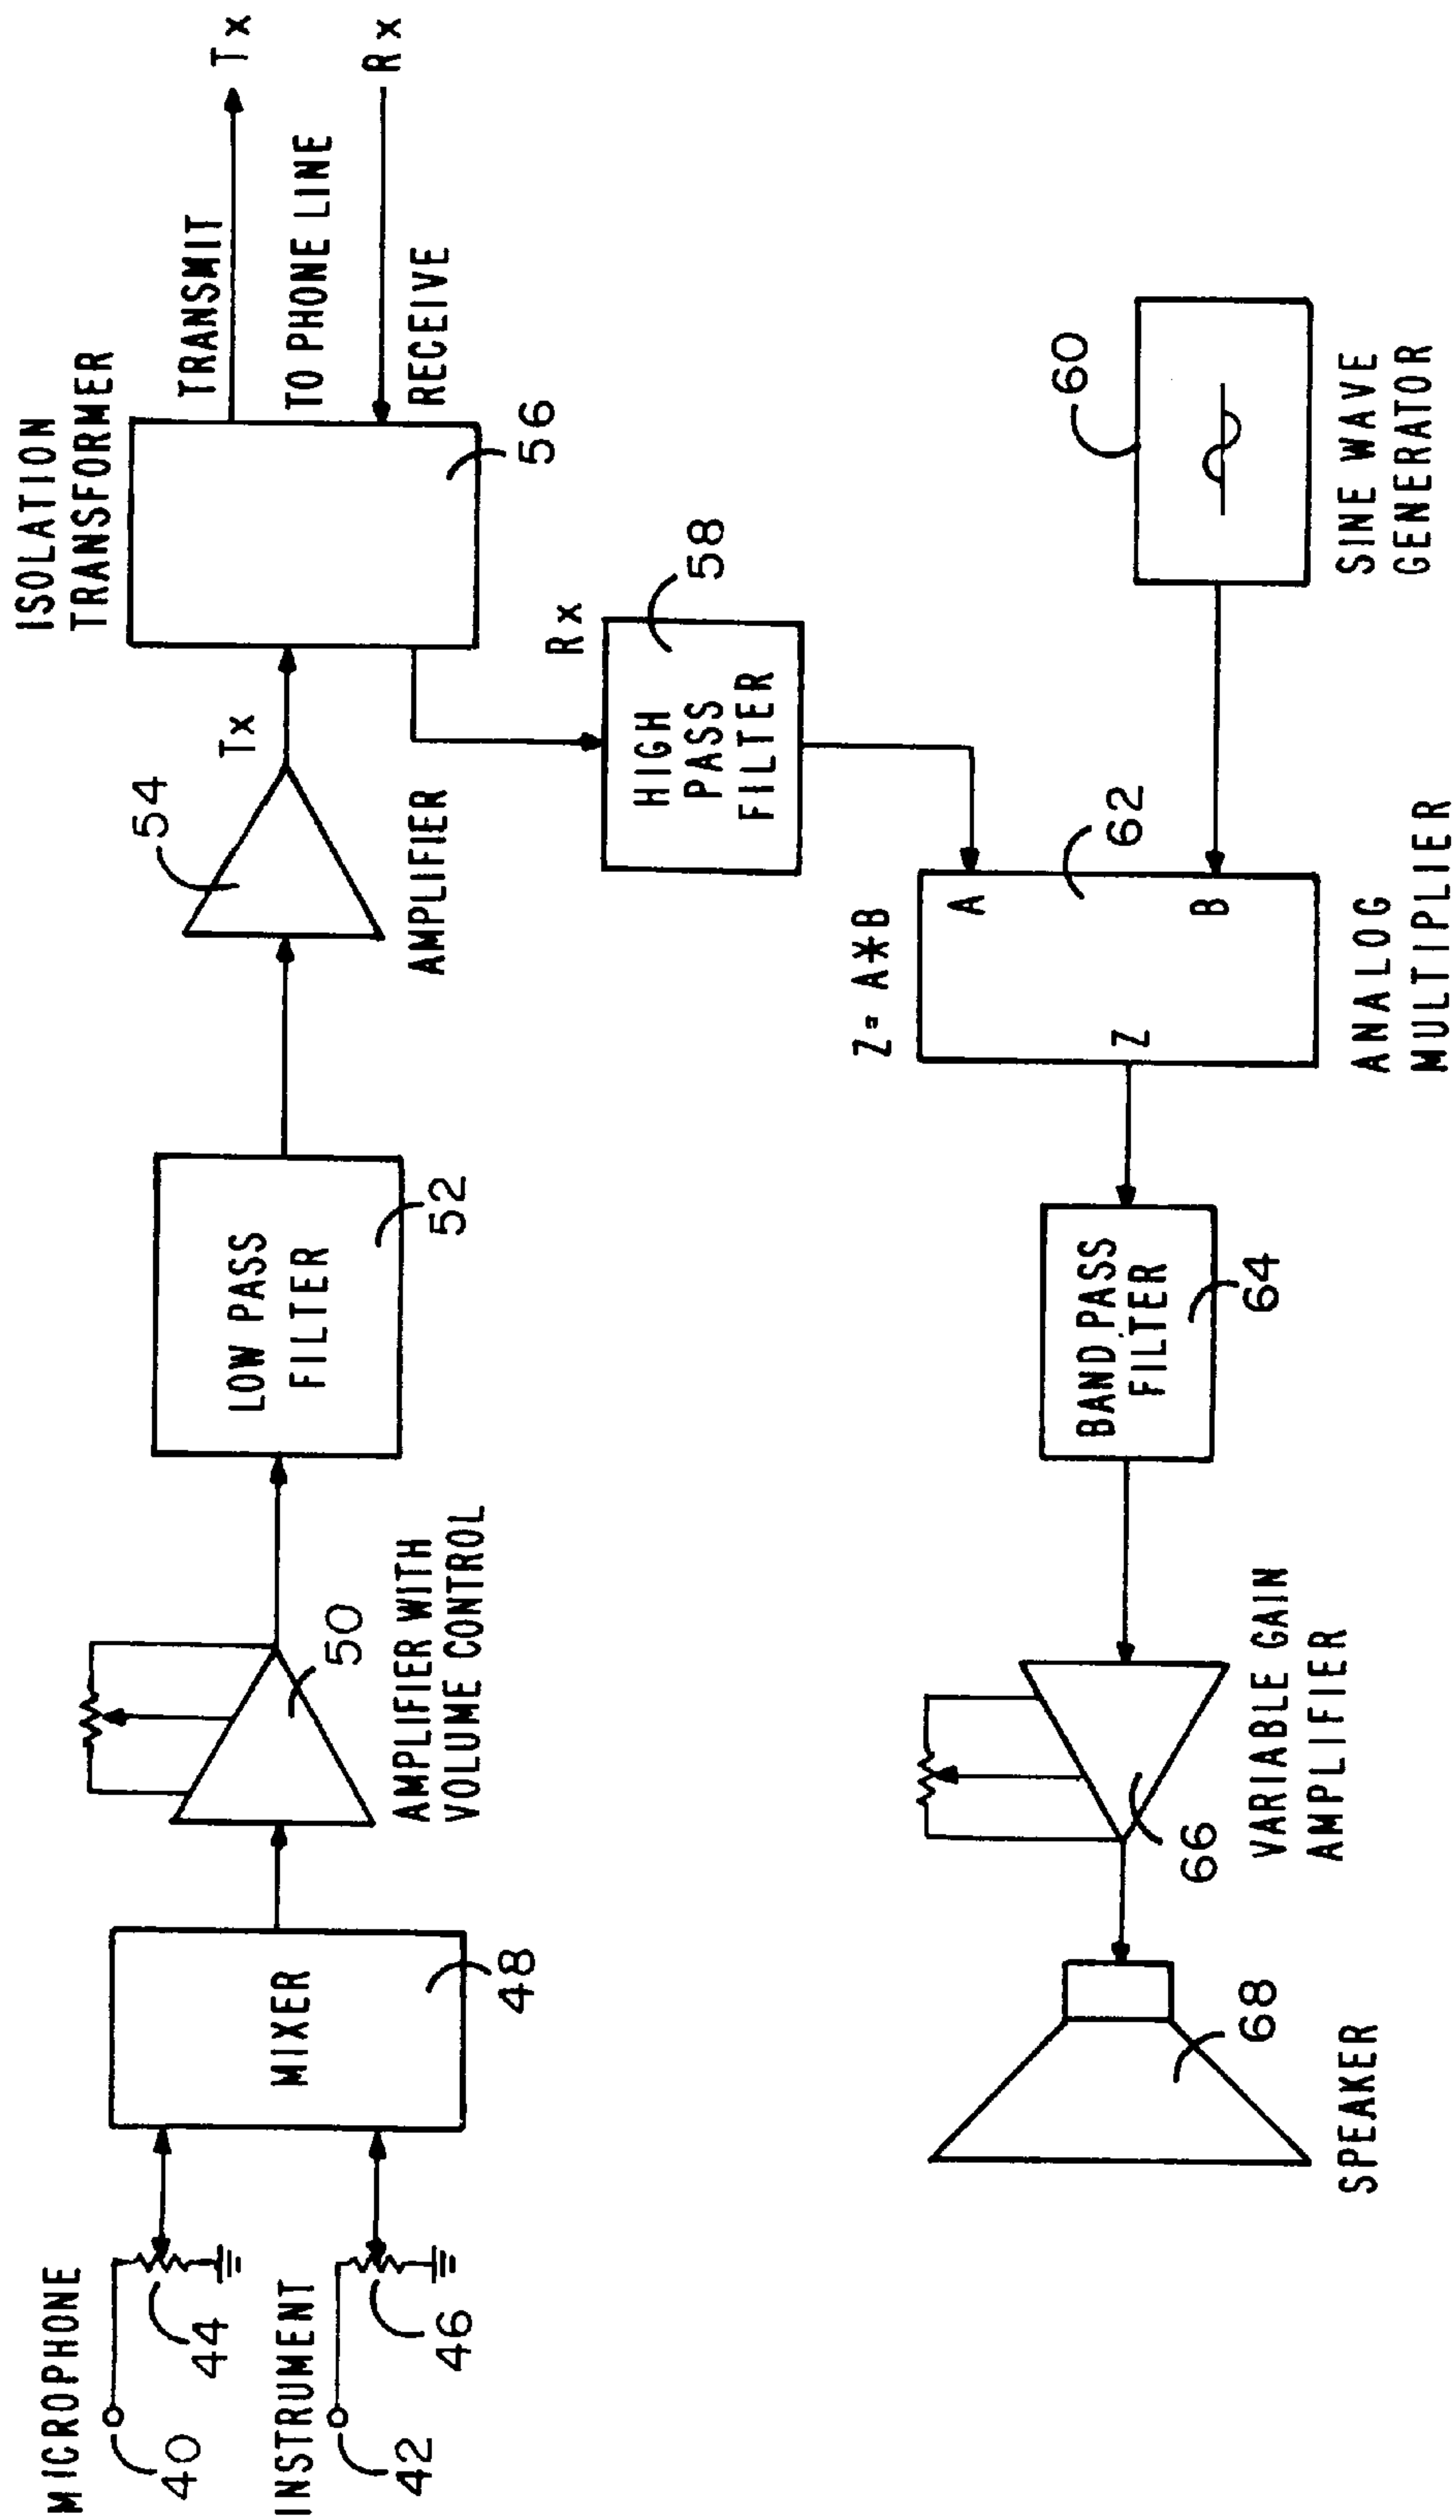 MICROPHONE
40
44
INSTRUMENT
42
46
MIXER
48
AMPLIFIER WITH
VOLUME CONTROL
50
LOW PASS
FILTER
52
54
Tx
AMPLIFIER
ISOLATION
TRANSFORMER
56
TRANSMIT
Tx
TO PHONE LINE
Rx
RECEIVE
Rx
HIGH
PASS
FILTER
58
SPEAKER
68
66
VARIABLE GAIN
AMPLIFIER
BAND PASS
FILTER
64
Z= A*B
A
B
Z
62
ANALOG
MULTIPLIER
60
SINE WAVE
GENERATOR